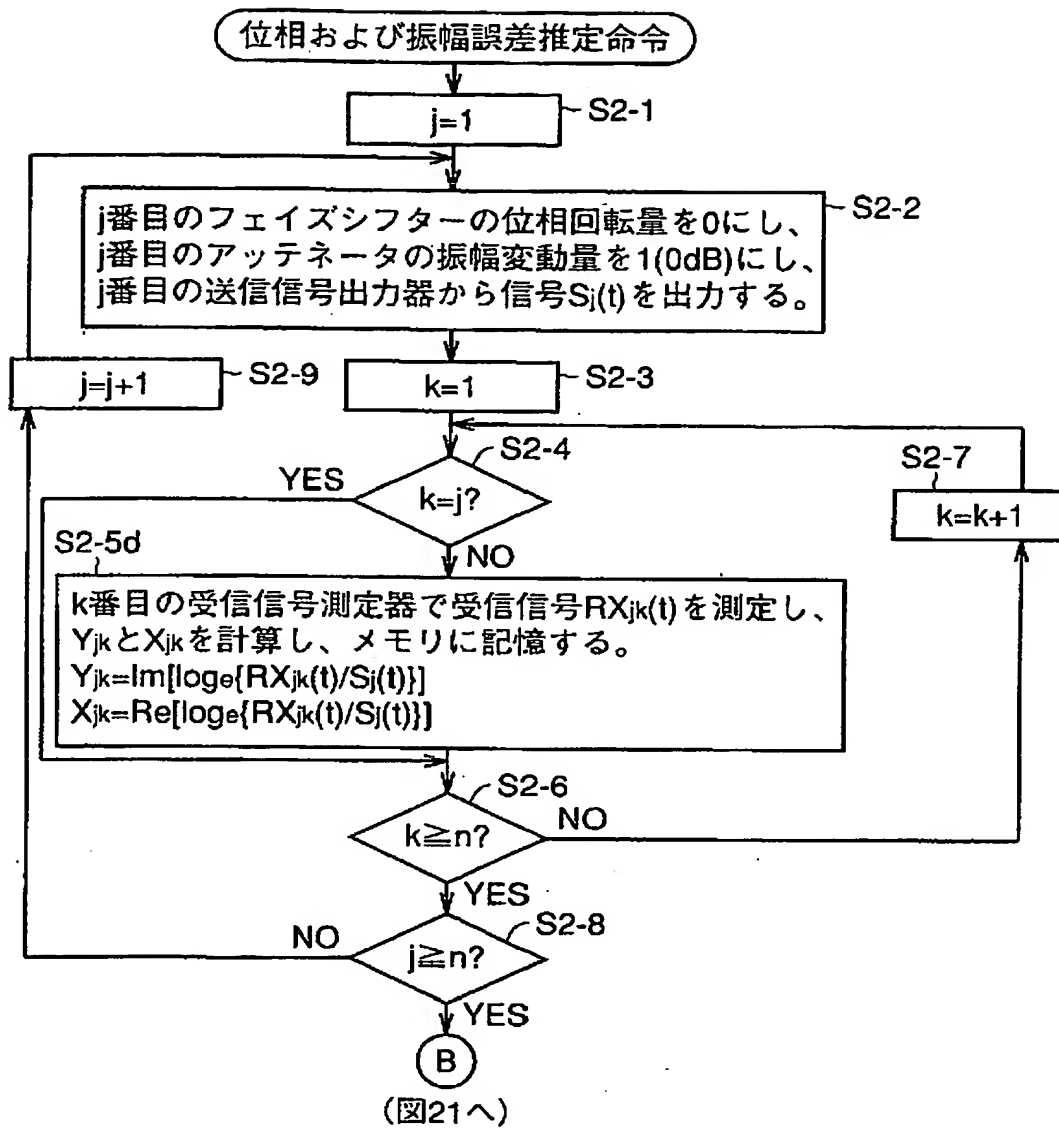 位相および振幅誤差推定命令
j=1
S2-1
j番目のフェイズシフターの位相回転量を0にし、
j番目のアッテネータの振幅変動量を1(0dB)にし、
j番目の送信信号出力器から信号Sj(t)を出力する。
S2-2
j=j+1
S2-9
k=1
S2-3
S2-4
YES
k=j?
NO
S2-7
k=k+1
S2-5d
k番目の受信信号測定器で受信信号RXjk(t)を測定し、
YjkとXjkを計算し、メモリに記憶する。
Yjk=Im[loge{RXjk(t)/Sj(t)}]
Xjk=Re[loge{RXjk(t)/Sj(t)}]
S2-6
k≧n?
NO
YES
S2-8
NO
j≧n?
YES
B
(図21へ)